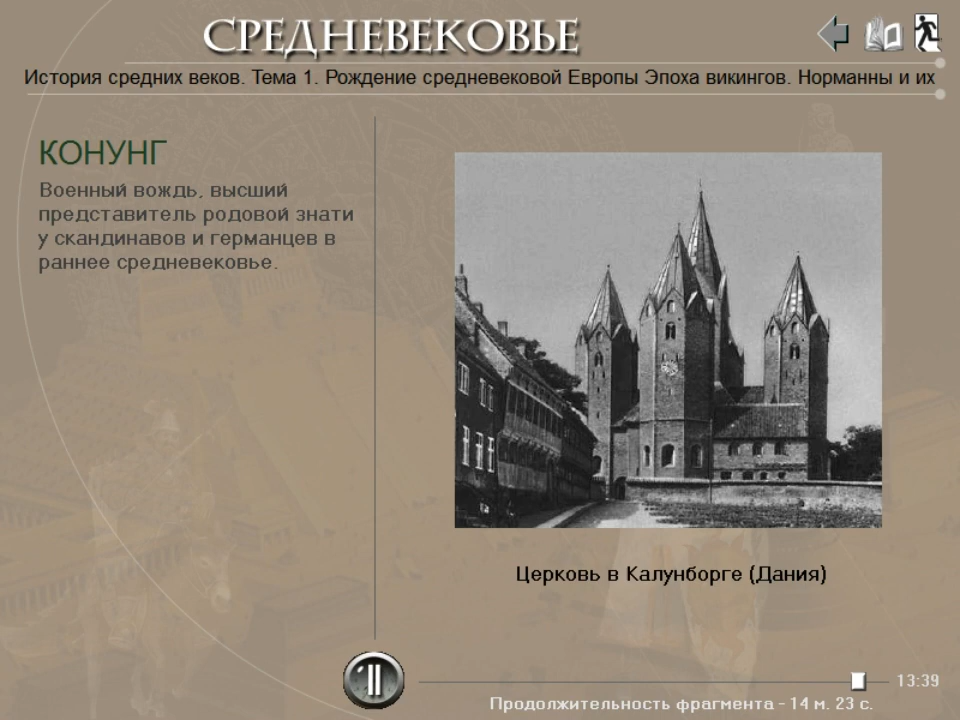 СРЕДНЕВЕКОВЬЕ
История средних веков. Тема 1. Рождение средневековой Европы Эпоха викингов. Норманны и их
КОНУНГ
Военный вождь, высший
представитель родовой знати
у скандинавов и германцев в
раннее средневековье.
Церковь в Калунборге (Дания)
13:39
Продолжительность фрагмента - 14 м. 23 с.